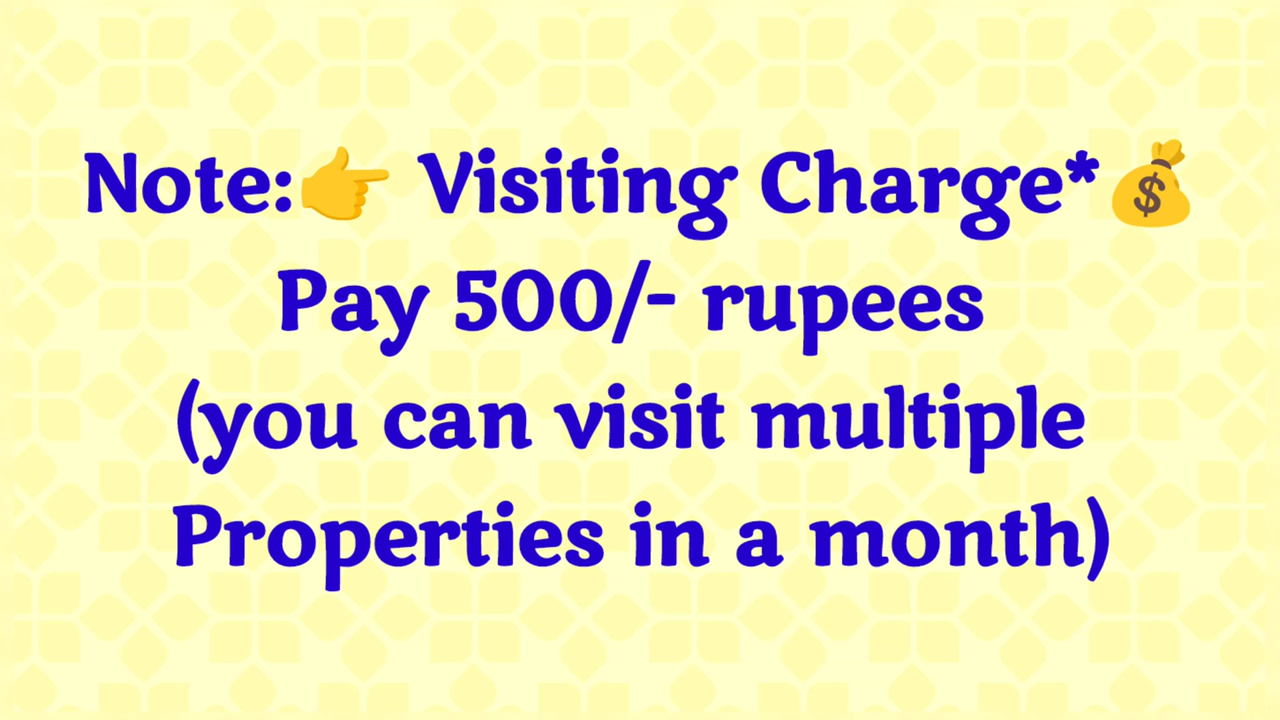 Note:👉 Visiting Charge*💰
Pay 500/- rupees
(you can visit multiple
Properties in a month)